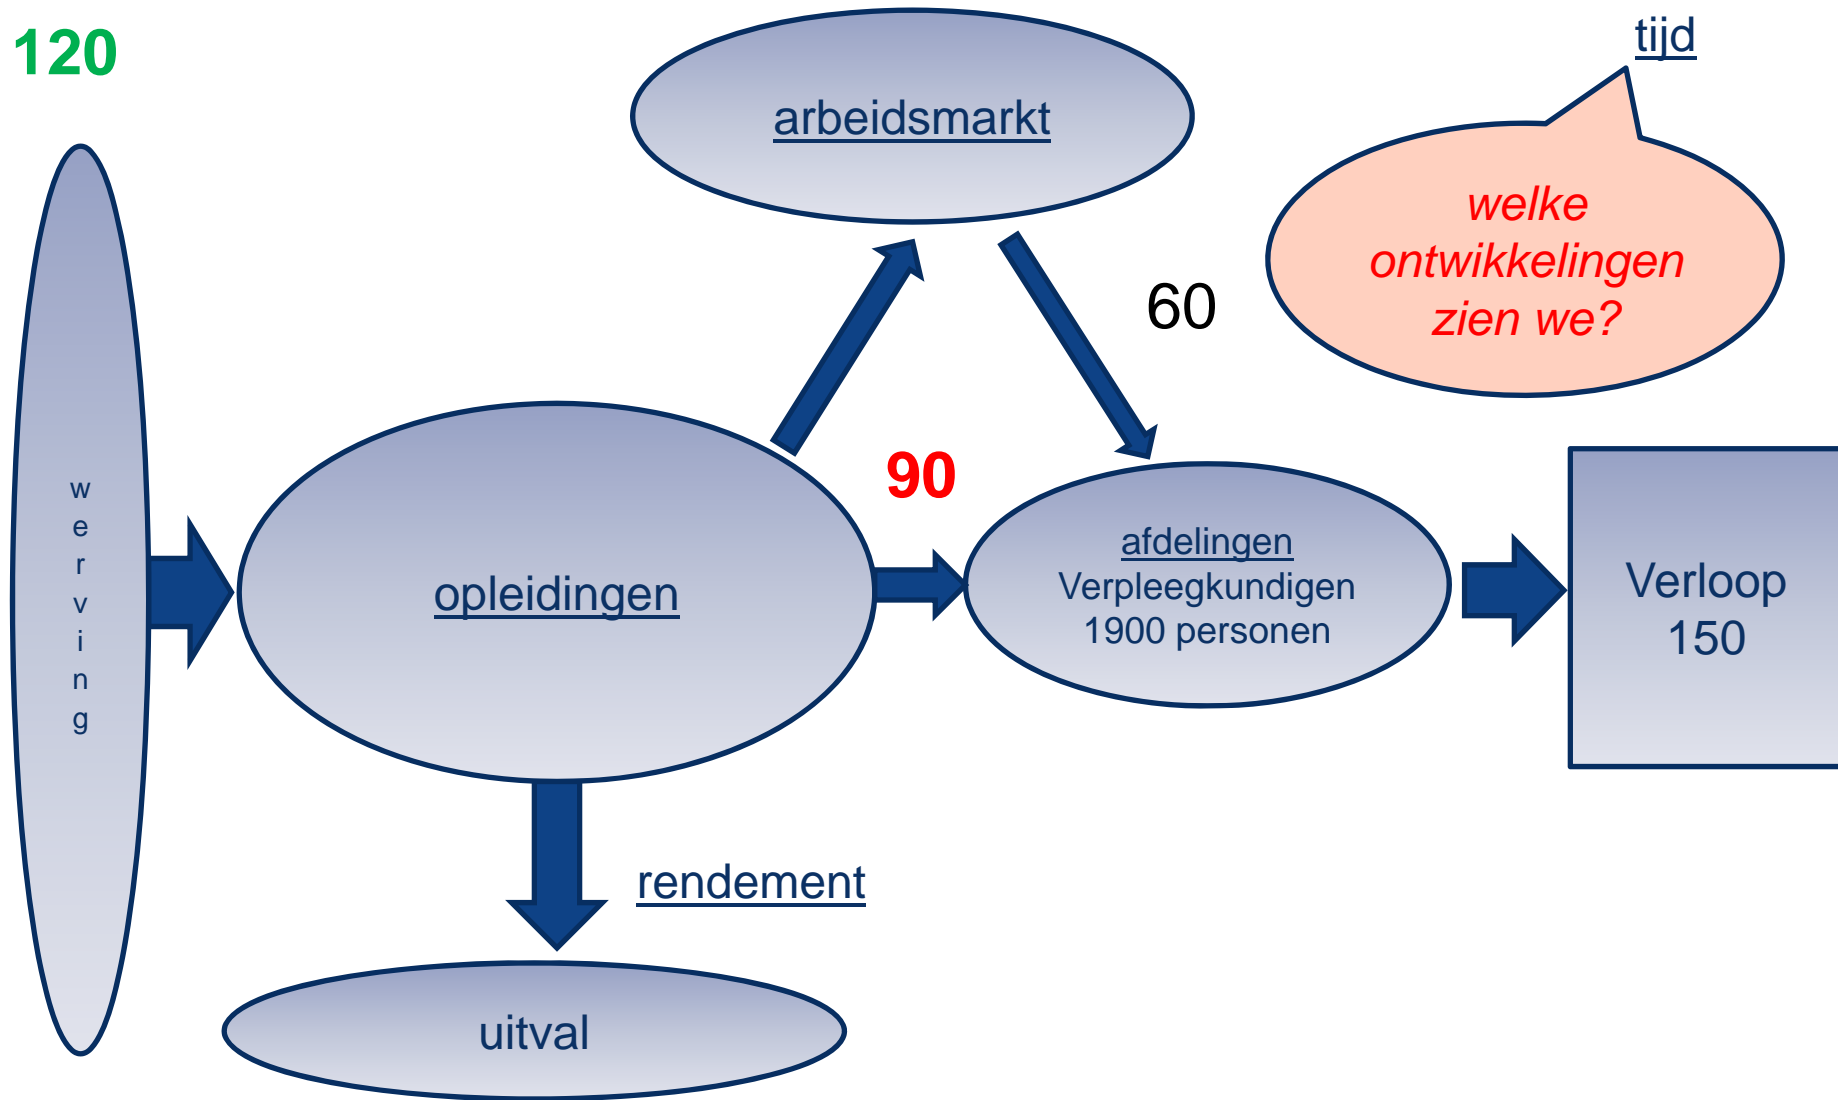 120
tijd
arbeidsmarkt
welke
ontwikkelingen
zien we?
60
90
w
e
r
v
i
n
g
opleidingen
afdelingen
Verpleegkundigen
1900 personen
Verloop
150
rendement
uitval